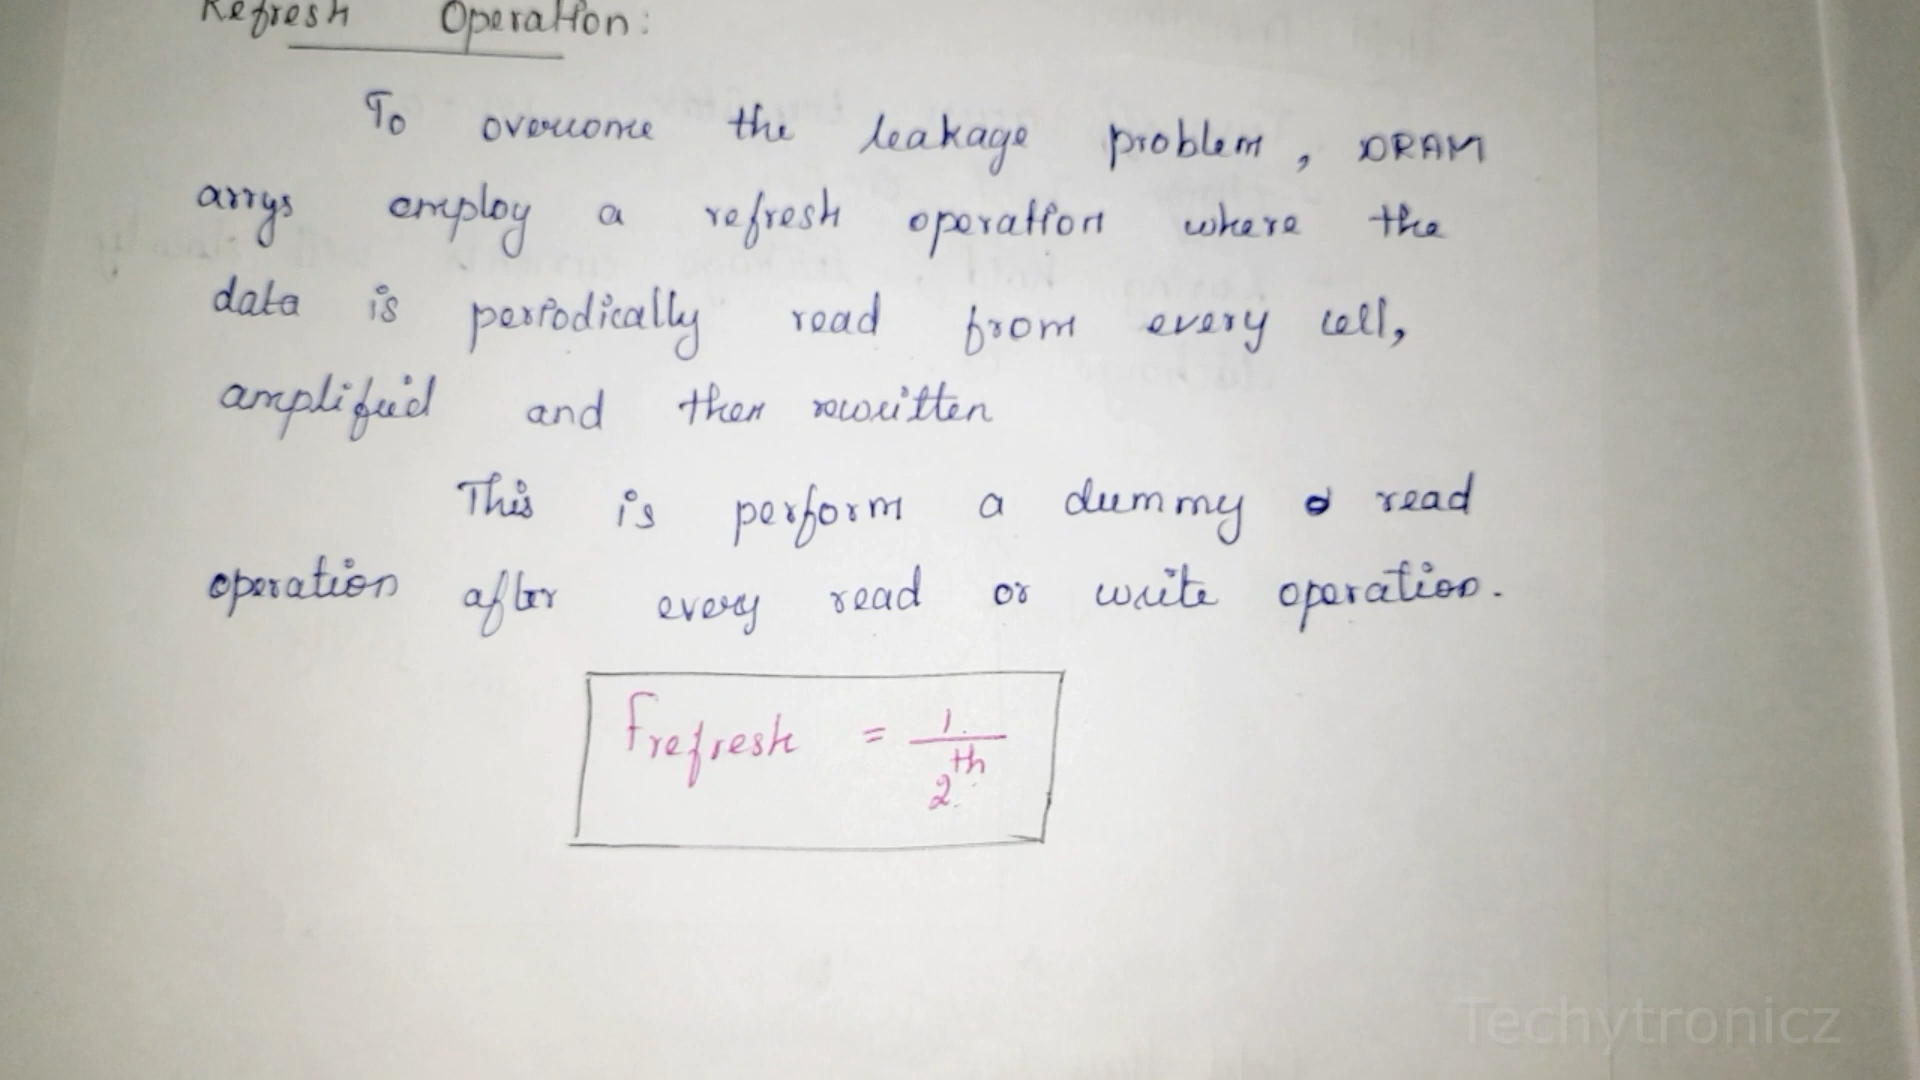 Refresh Operation:
To overcome the leakage problem, DRAM
arrys employ a refresh operation where the
data is periodically read from every cell,
amplified and then rewritten
This is perform a dummy read
operation after every read or write operation.
Frefresh = 1 / 2^th
Techytronicz